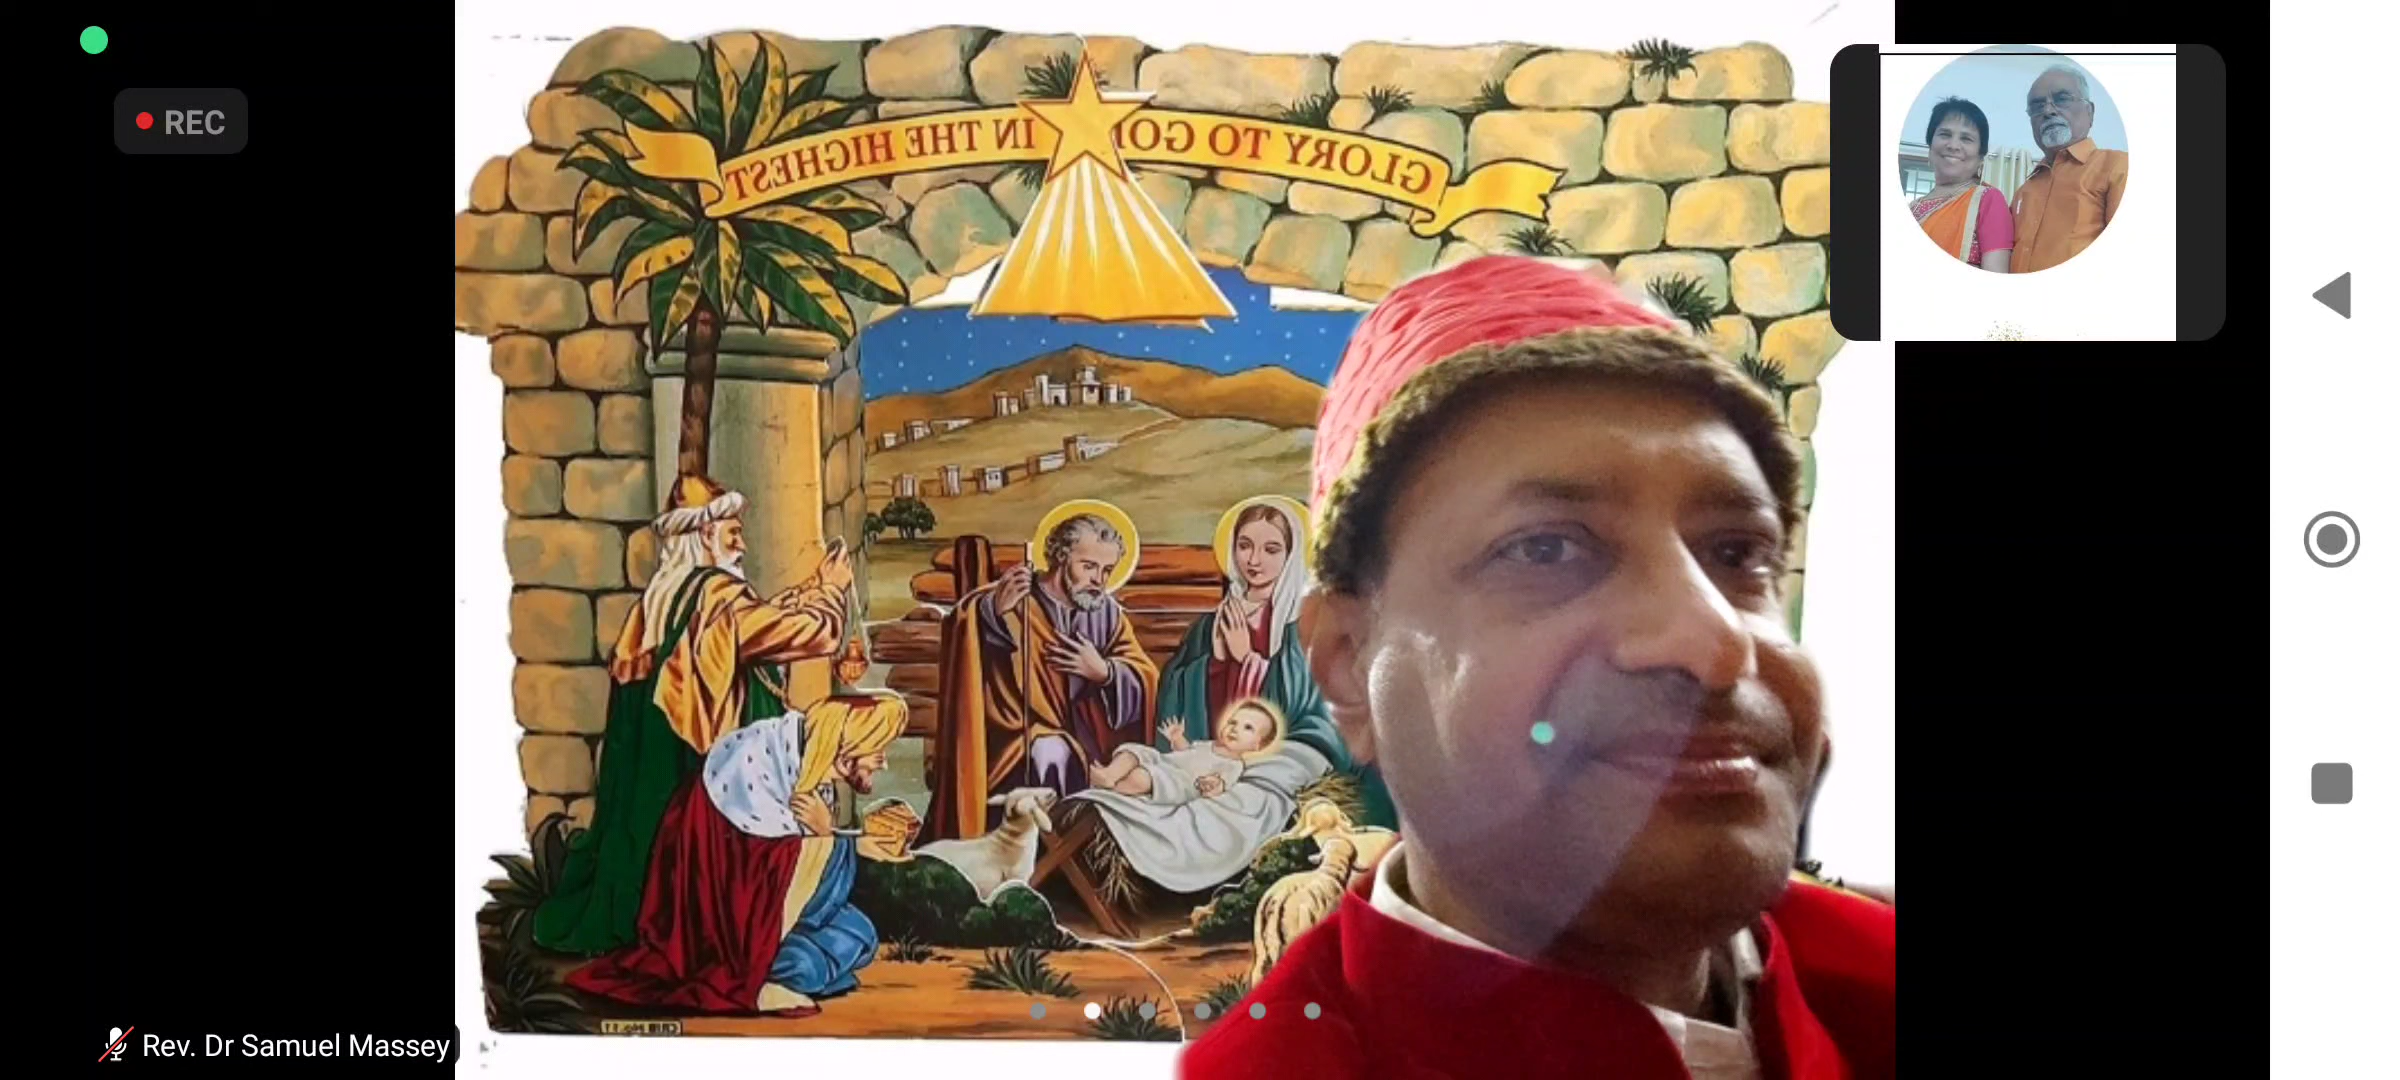 REC
GLORY TO GOD IN THE HIGHEST
Rev. Dr Samuel Massey